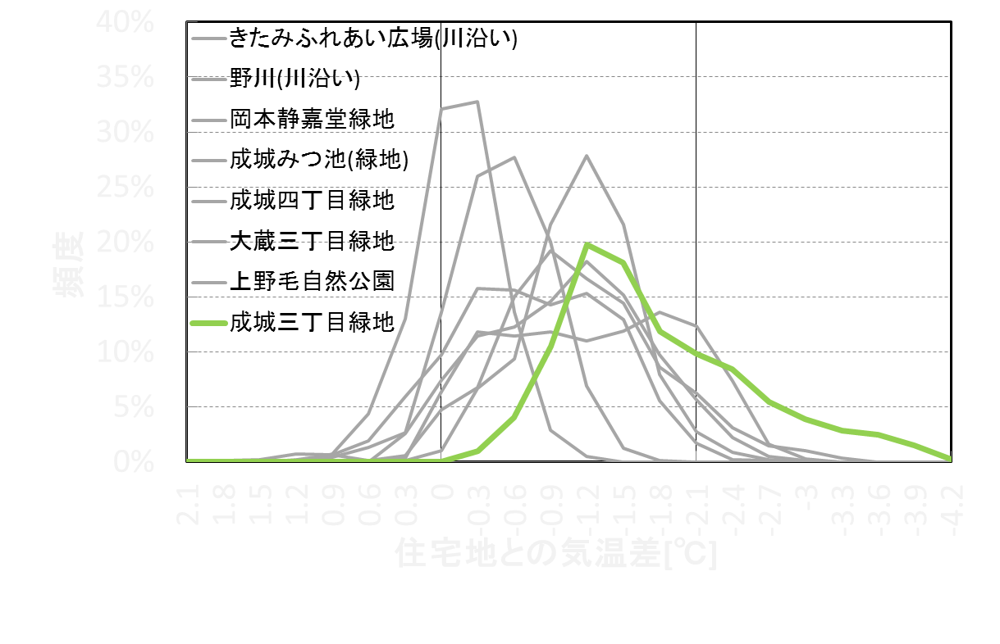 40%
35%
30%
25%
20%
15%
10%
5%
0%
頻度
きたみふれあい広場(川沿い)
野川(川沿い)
岡本静嘉堂緑地
成城みつ池(緑地)
成城四丁目緑地
大蔵三丁目緑地
上野毛自然公園
成城三丁目緑地
2.1 1.8 1.5 1.2 0.9 0.6 0.3 0 -0.3 -0.6 -0.9 -1.2 -1.5 -1.8 -2.1 -2.4 -2.7 -3 -3.3 -3.6 -3.9 -4.2
住宅地との気温差[℃]